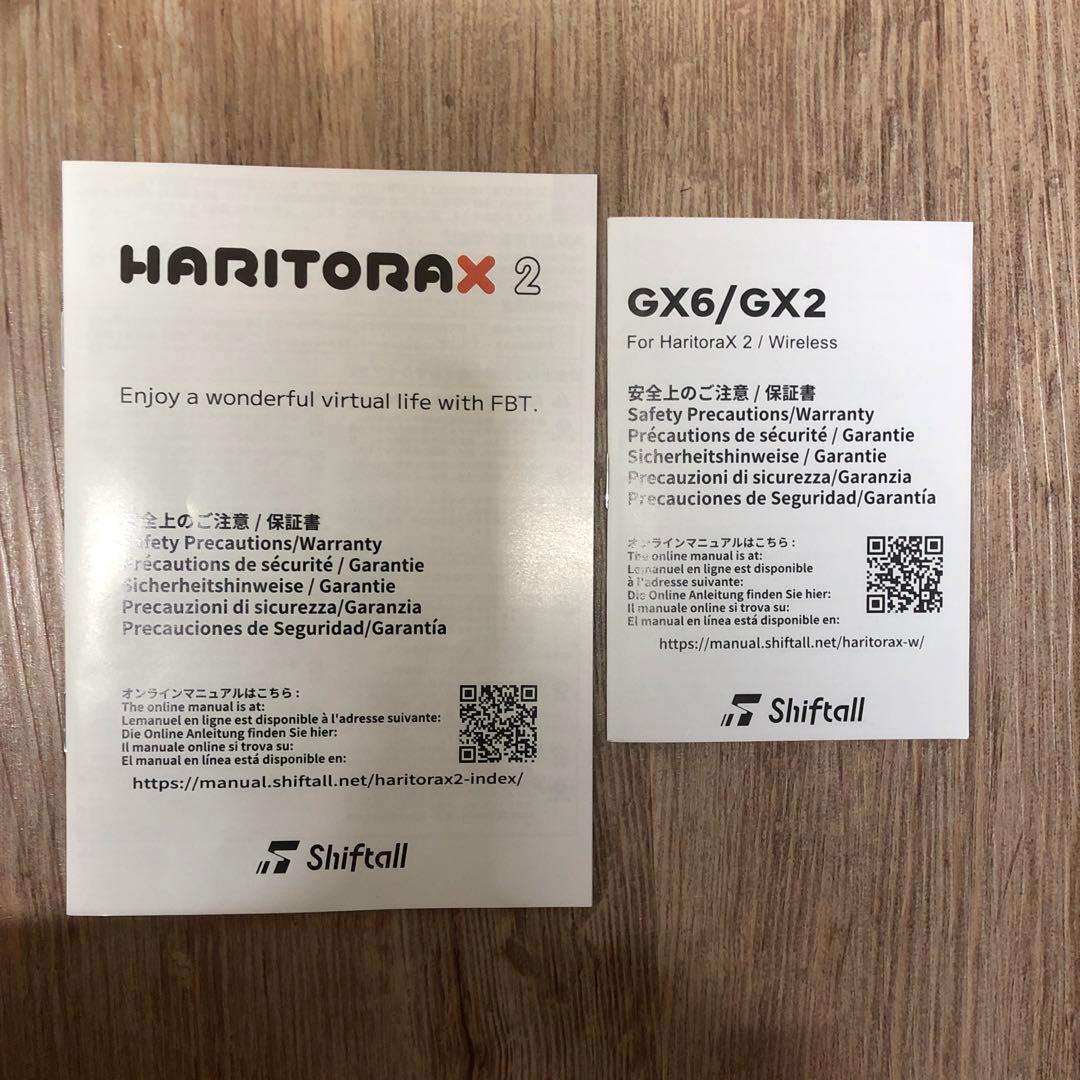 HARITORAX 2
Enjoy a wonderful virtual life with FBT.
安全上のご注意 / 保証書
Safety Precautions/Warranty
Précautions de sécurité / Garantie
Sicherheitshinweise / Garantie
Precauzioni di sicurezza/Garanzia
Precauciones de Seguridad/Garantía
オンラインマニュアルはこちら：
The online manual is at:
Lemanuel en ligne est disponible à l'adresse suivante:
Die Online Anleitung finden Sie hier:
Il manuale online si trova su:
El manual en línea está disponible en:
https://manual.shiftall.net/haritorax2-index/
Shiftall
GX6/GX2
For HaritoraX 2 / Wireless
安全上のご注意 / 保証書
Safety Precautions/Warranty
Précautions de sécurité / Garantie
Sicherheitshinweise / Garantie
Precauzioni di sicurezza/Garanzia
Precauciones de Seguridad/Garantía
オンラインマニュアルはこちら：
The online manual is at:
Lemanuel en ligne est disponible
à l'adresse suivante:
Die Online Anleitung finden Sie hier:
Il manuale online si trova su:
El manual en línea está disponible en:
https://manual.shiftall.net/haritorax-w/
Shiftall